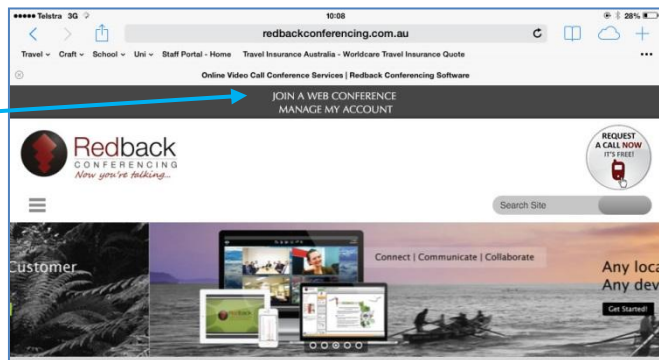 Telstra 3G 10:08 28%
redbackconferencing.com.au
Travel Craft School Uni Staff Portal - Home Travel Insurance Australia - Worldcare Travel Insurance Quote
Online Video Call Conference Services | Redback Conferencing Software
JOIN A WEB CONFERENCE
MANAGE MY ACCOUNT
Redback
CONFERENCING
Now you're talking...
REQUEST
A CALL NOW
IT'S FREE!
Search Site
Customer
Connect | Communicate | Collaborate
Any loca
Any dev
Get Started!